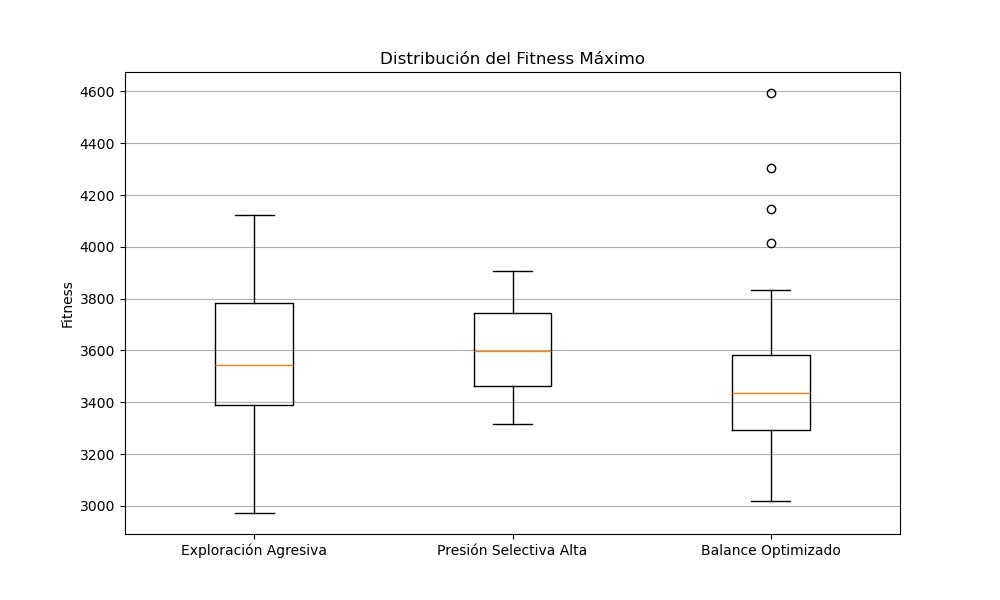 Distribución del Fitness Máximo
Fitness
4600
4400
4200
4000
3800
3600
3400
3200
3000
Exploración Agresiva
Presión Selectiva Alta
Balance Optimizado